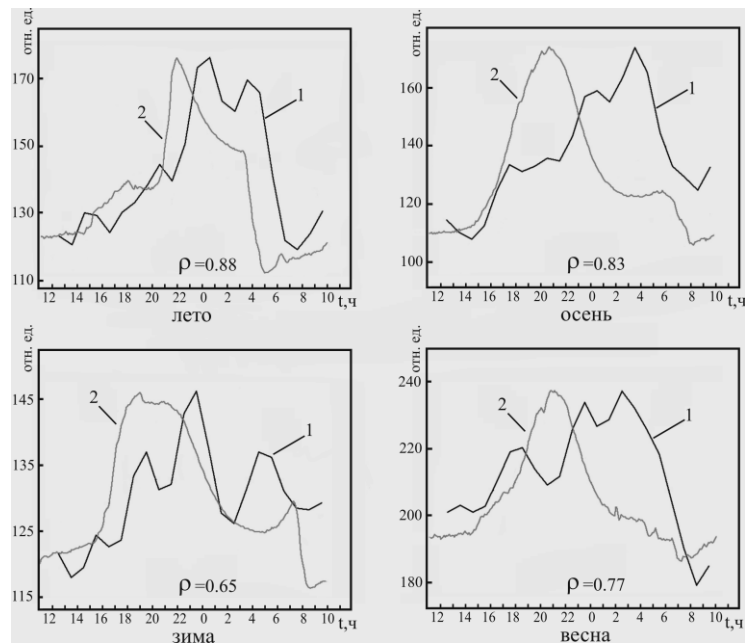 отн. ед.
170
150
130
110
2
1
ρ =0.88
12 14 16 18 20 22 0 2 4 6 8 10 t,ч
лето
отн. ед.
160
140
120
100
2
1
ρ =0.83
12 14 16 18 20 22 0 2 4 6 8 10 t,ч
осень
отн. ед.
145
135
125
115
2
1
ρ =0.65
12 14 16 18 20 22 0 2 4 6 8 10 t,ч
зима
отн. ед.
240
220
200
180
2
1
ρ =0.77
12 14 16 18 20 22 0 2 4 6 8 10 t,ч
весна